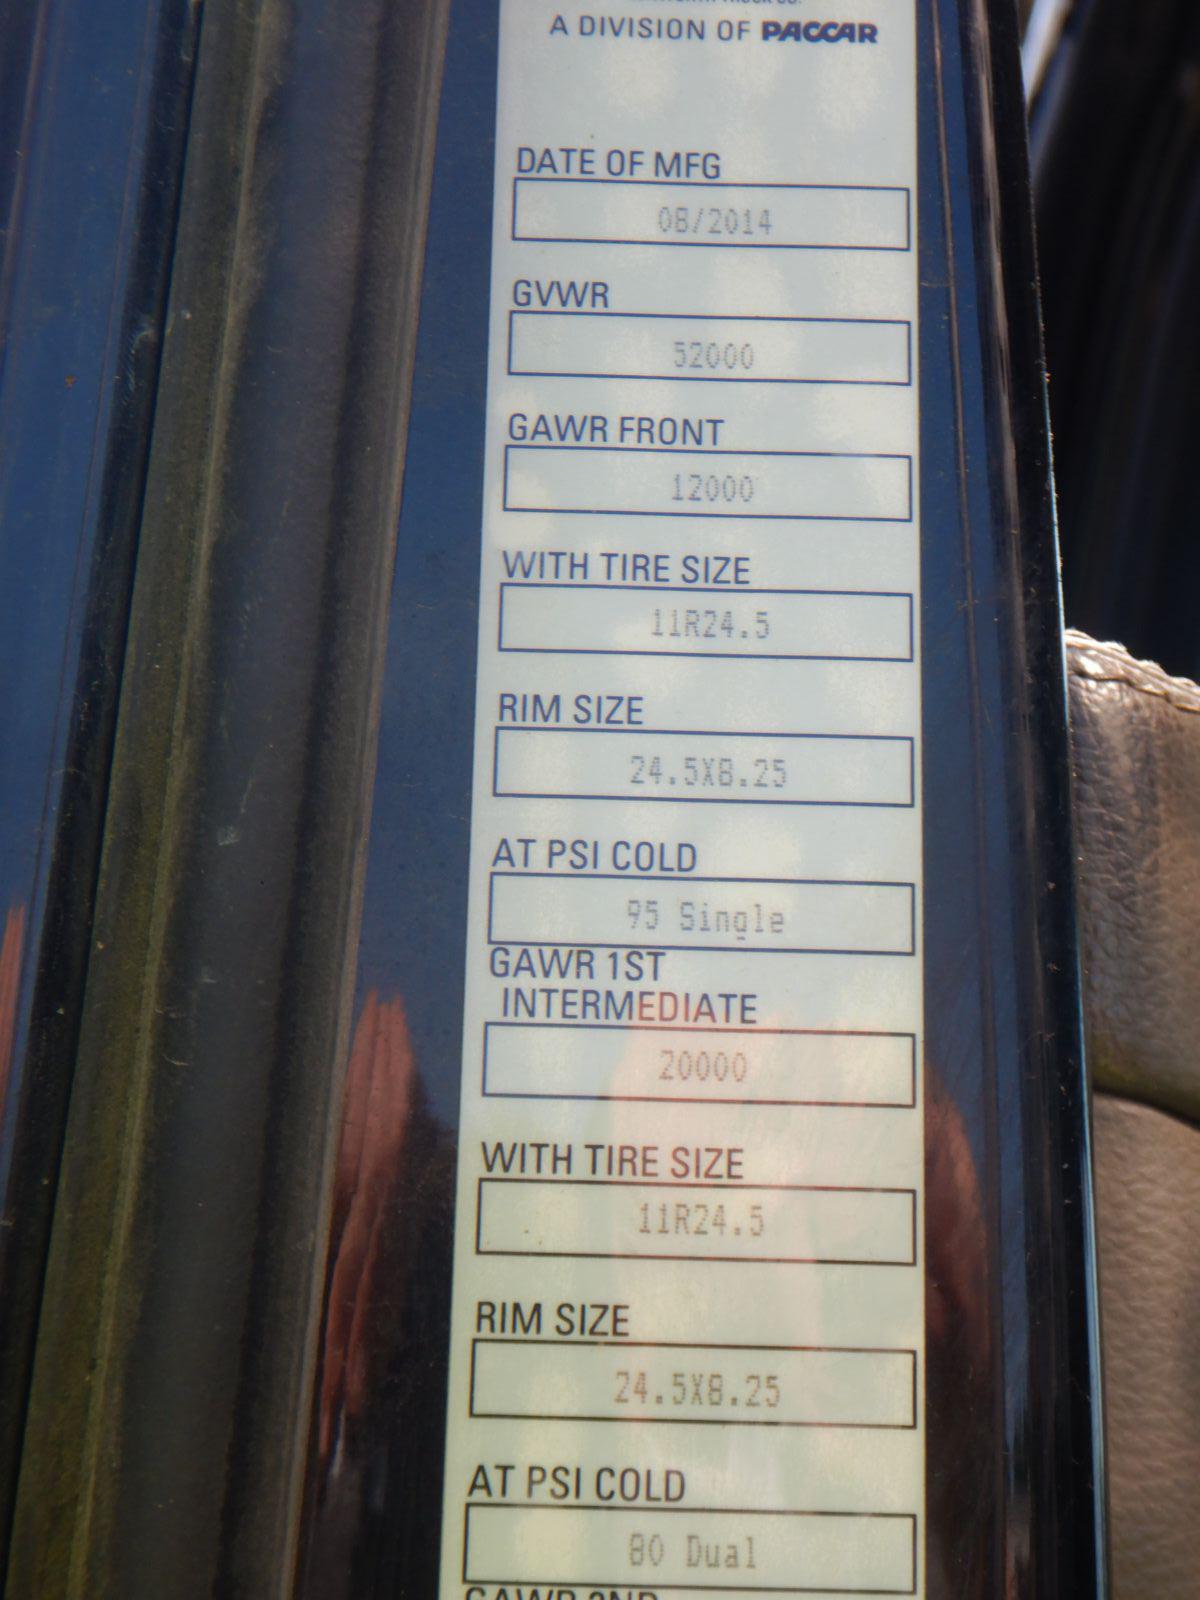 A DIVISION OF PACCAR
DATE OF MFG
08/2014
GVWR
52000
GAWR FRONT
12000
WITH TIRE SIZE
11R24.5
RIM SIZE
24.5X8.25
AT PSI COLD
95 Single
GAWR 1ST
INTERMEDIATE
20000
WITH TIRE SIZE
11R24.5
RIM SIZE
24.5X8.25
AT PSI COLD
80 Dual
GAWR 2ND